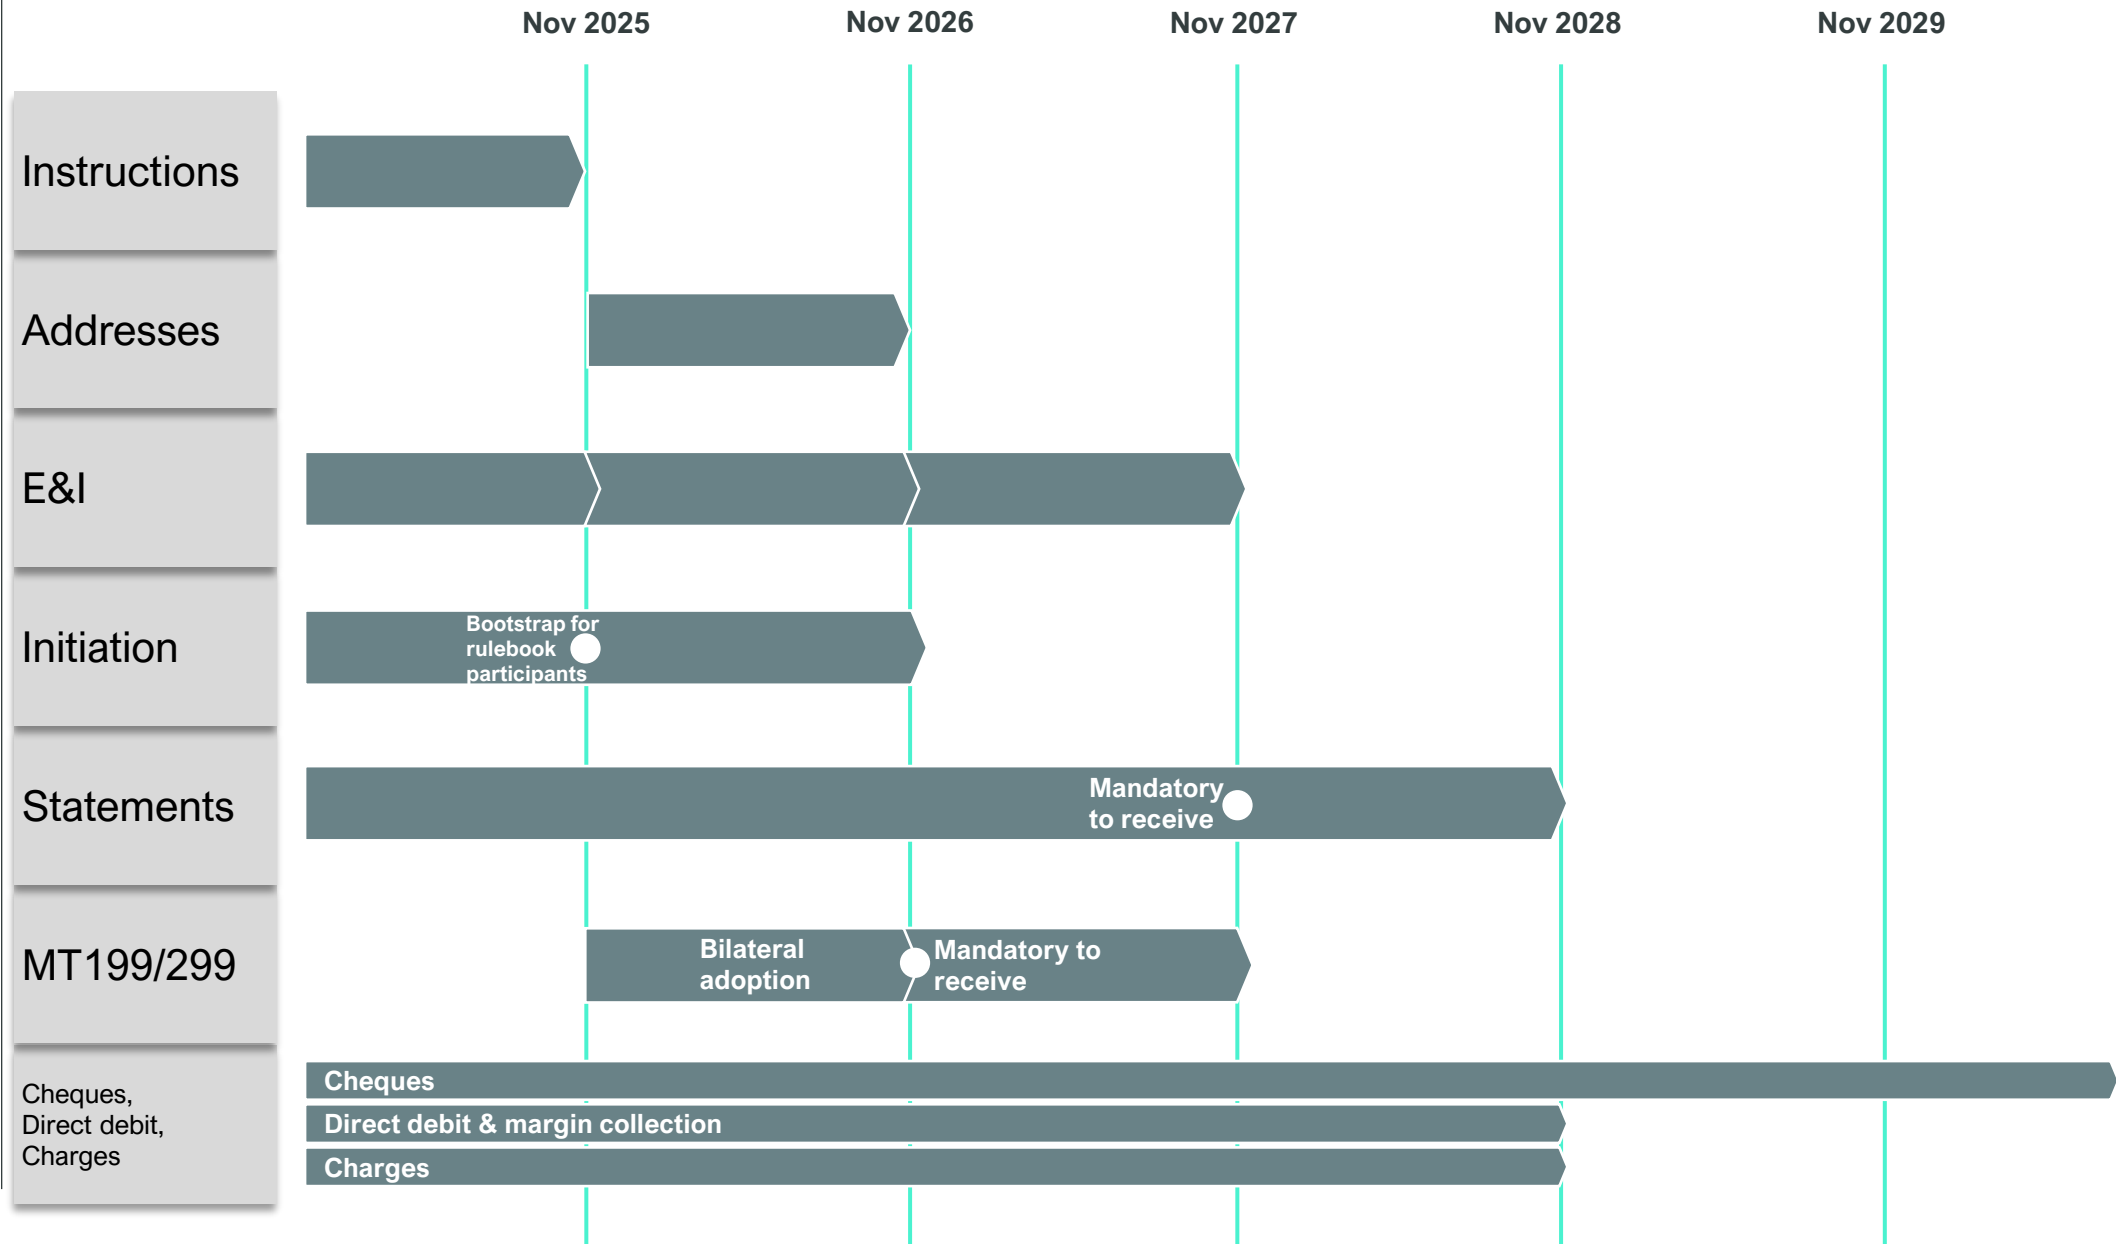 Nov 2025
Nov 2026
Nov 2027
Nov 2028
Nov 2029
Instructions
Addresses
E&I
Initiation
Bootstrap for
rulebook
participants
Statements
Mandatory
to receive
MT199/299
Bilateral
adoption
Mandatory to
receive
Cheques,
Direct debit,
Charges
Cheques
Direct debit & margin collection
Charges